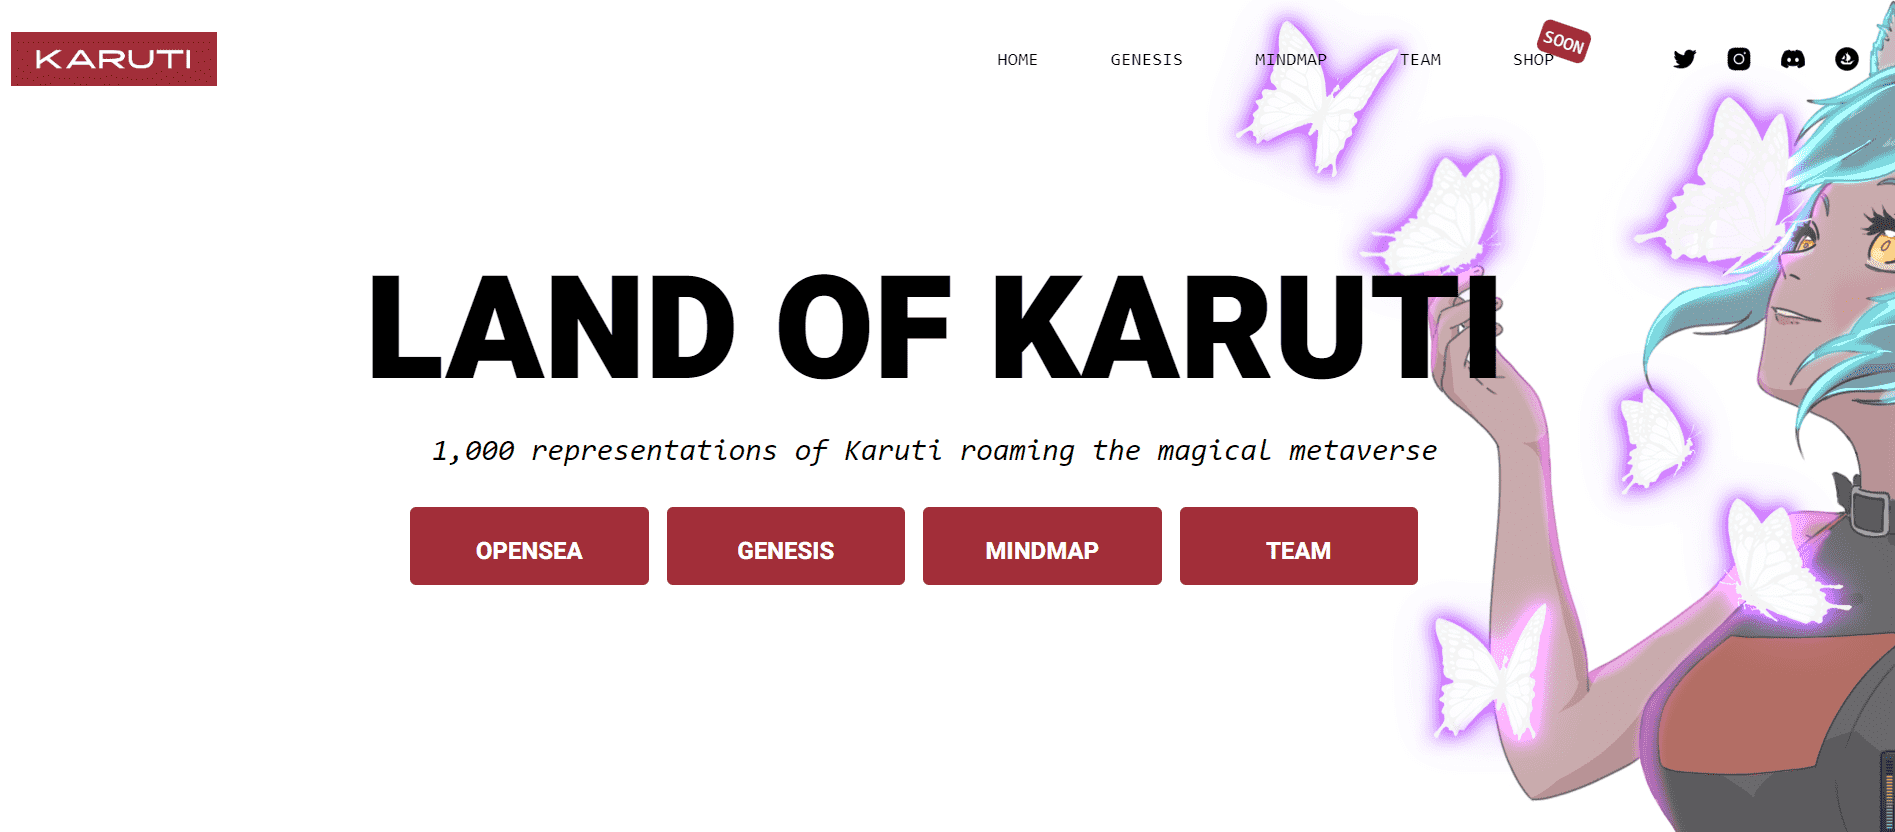 KARUTI
HOME GENESIS MINDMAP TEAM SHOP SOON
LAND OF KARUTI
1,000 representations of Karuti roaming the magical metaverse
OPENSEA GENESIS MINDMAP TEAM